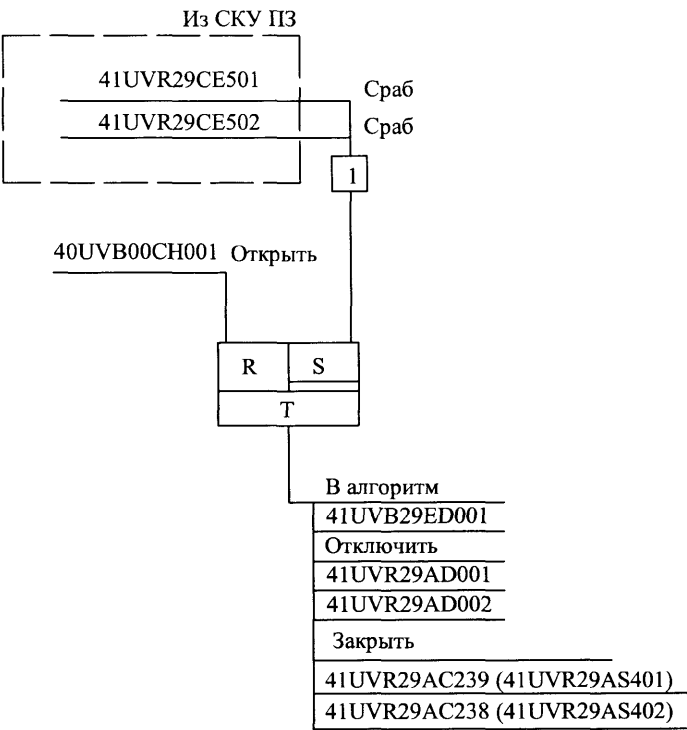 Из СКУ ПЗ
41UVR29CE501 Сраб
41UVR29CE502 Сраб
1
40UVB00CH001 Открыть
R S
T
В алгоритм
41UVB29ED001
Отключить
41UVR29AD001
41UVR29AD002
Закрыть
41UVR29AC239 (41UVR29AS401)
41UVR29AC238 (41UVR29AS402)